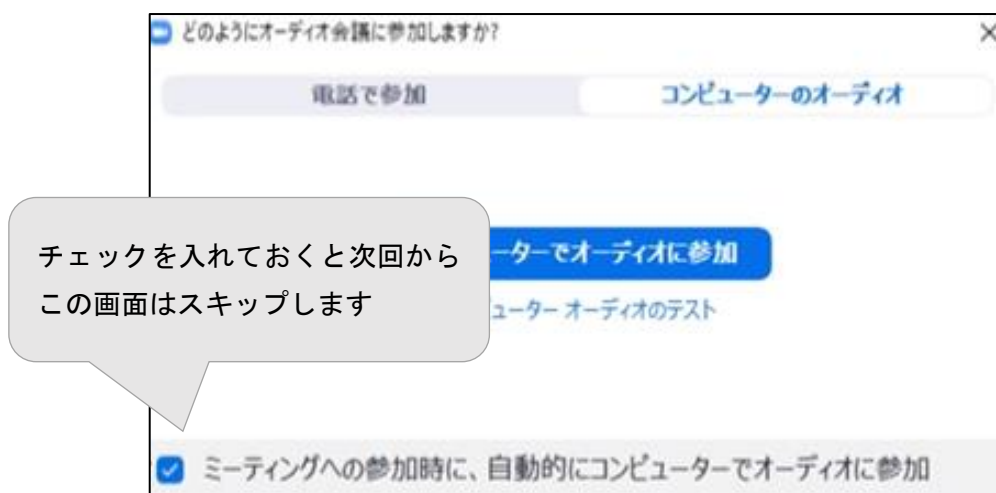 どのようにオーディオ会議に参加しますか?
電話で参加
コンピューターのオーディオ
チェックを入れておくと次回から
この画面はスキップします
ーターでオーディオに参加
ューター オーディオのテスト
ミーティングへの参加時に、自動的にコンピューターでオーディオに参加